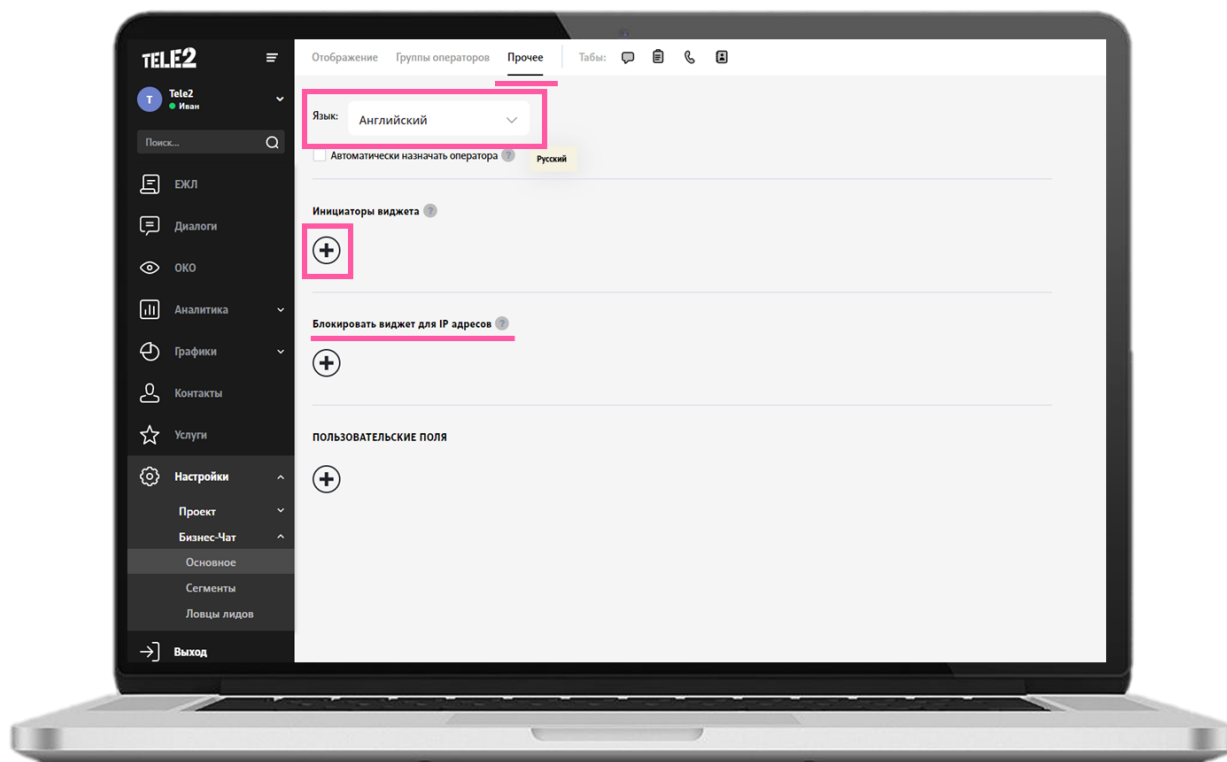 TELE2
Отображение Группы операторов Прочее Табы:
T Tele2
Иван
Поиск...
ЕЖЛ
Диалоги
ОКО
Аналитика
Графики
Контакты
Услуги
Настройки
Проект
Бизнес-Чат
Основное
Сегменты
Ловцы лидов
Выход
Язык: Английский
Автоматически назначать оператора ?
Русский
Инициаторы виджета ?
Блокировать виджет для IP адресов ?
ПОЛЬЗОВАТЕЛЬСКИЕ ПОЛЯ